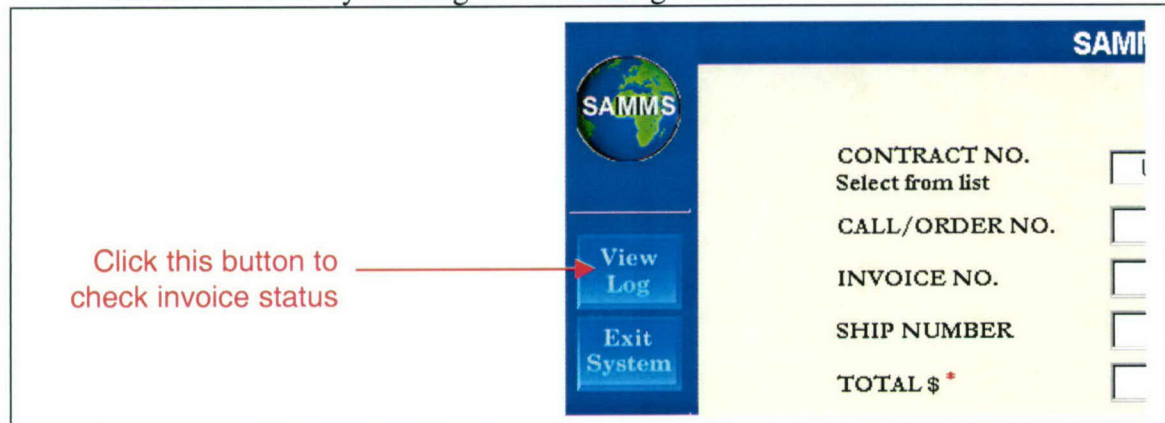 SAMMS
CONTRACT NO.
Select from list
CALL/ORDER NO.
Click this button to
check invoice status
View
Log
INVOICE NO.
Exit
System
SHIP NUMBER
TOTAL $ *